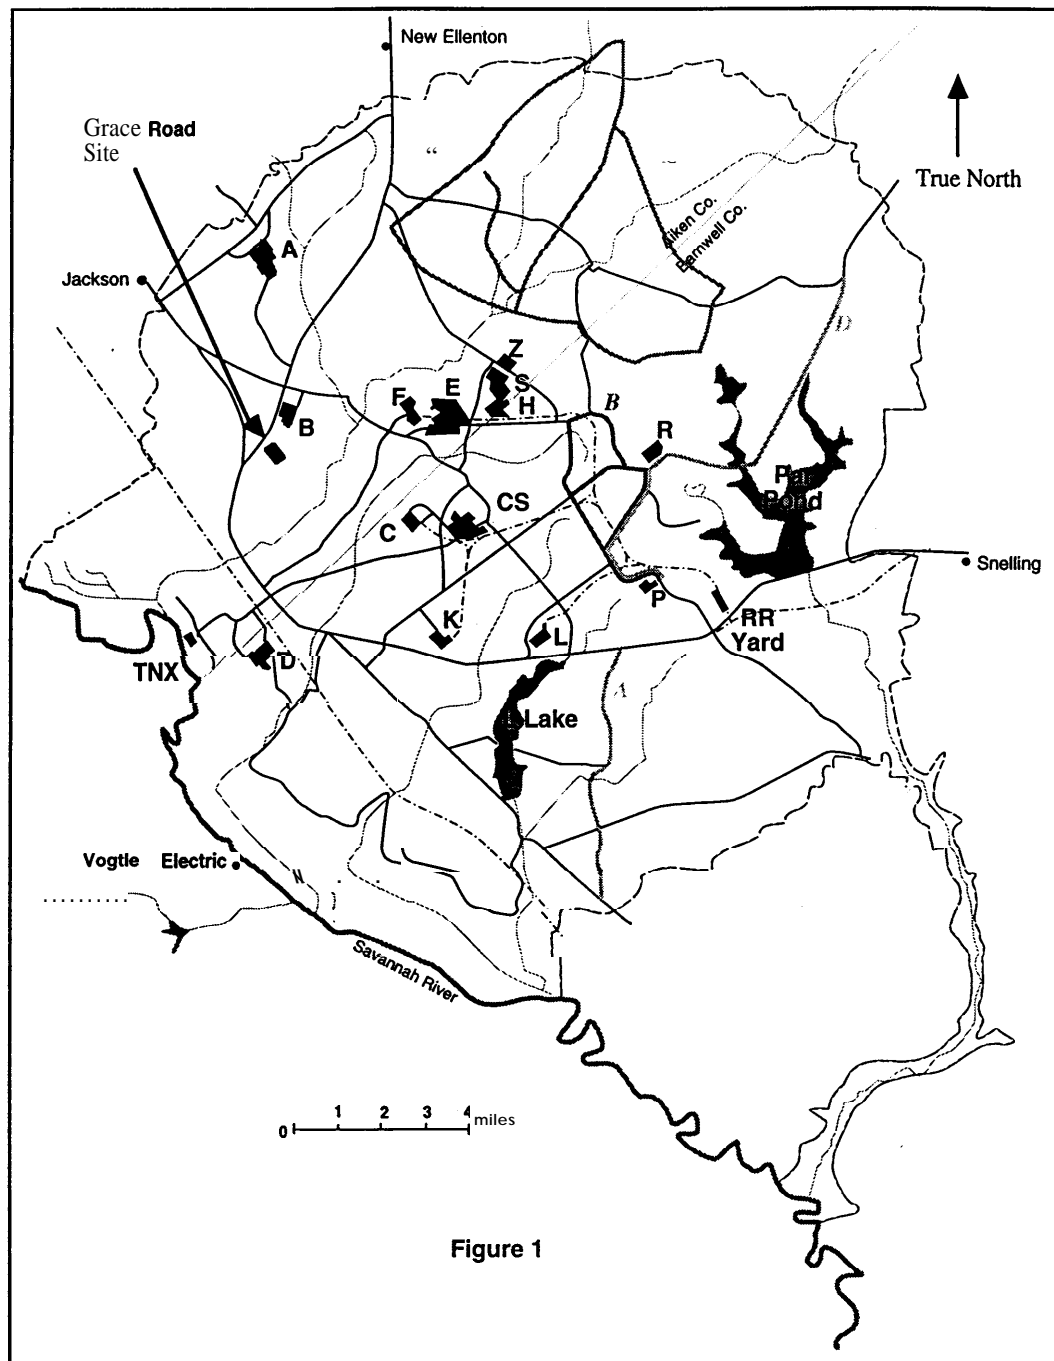 New Ellenton
Grace Road
Site
True North
Aiken Co.
Barnwell Co.
A
Jackson
D
Z
S
E
F
H
B
B
R
Par
Pond
CS
C
Snelling
P
K
L
RR
Yard
TNX
D
A
L Lake
Vogtle Electric
N
Savannah River
0 1 2 3 4 miles
Figure 1